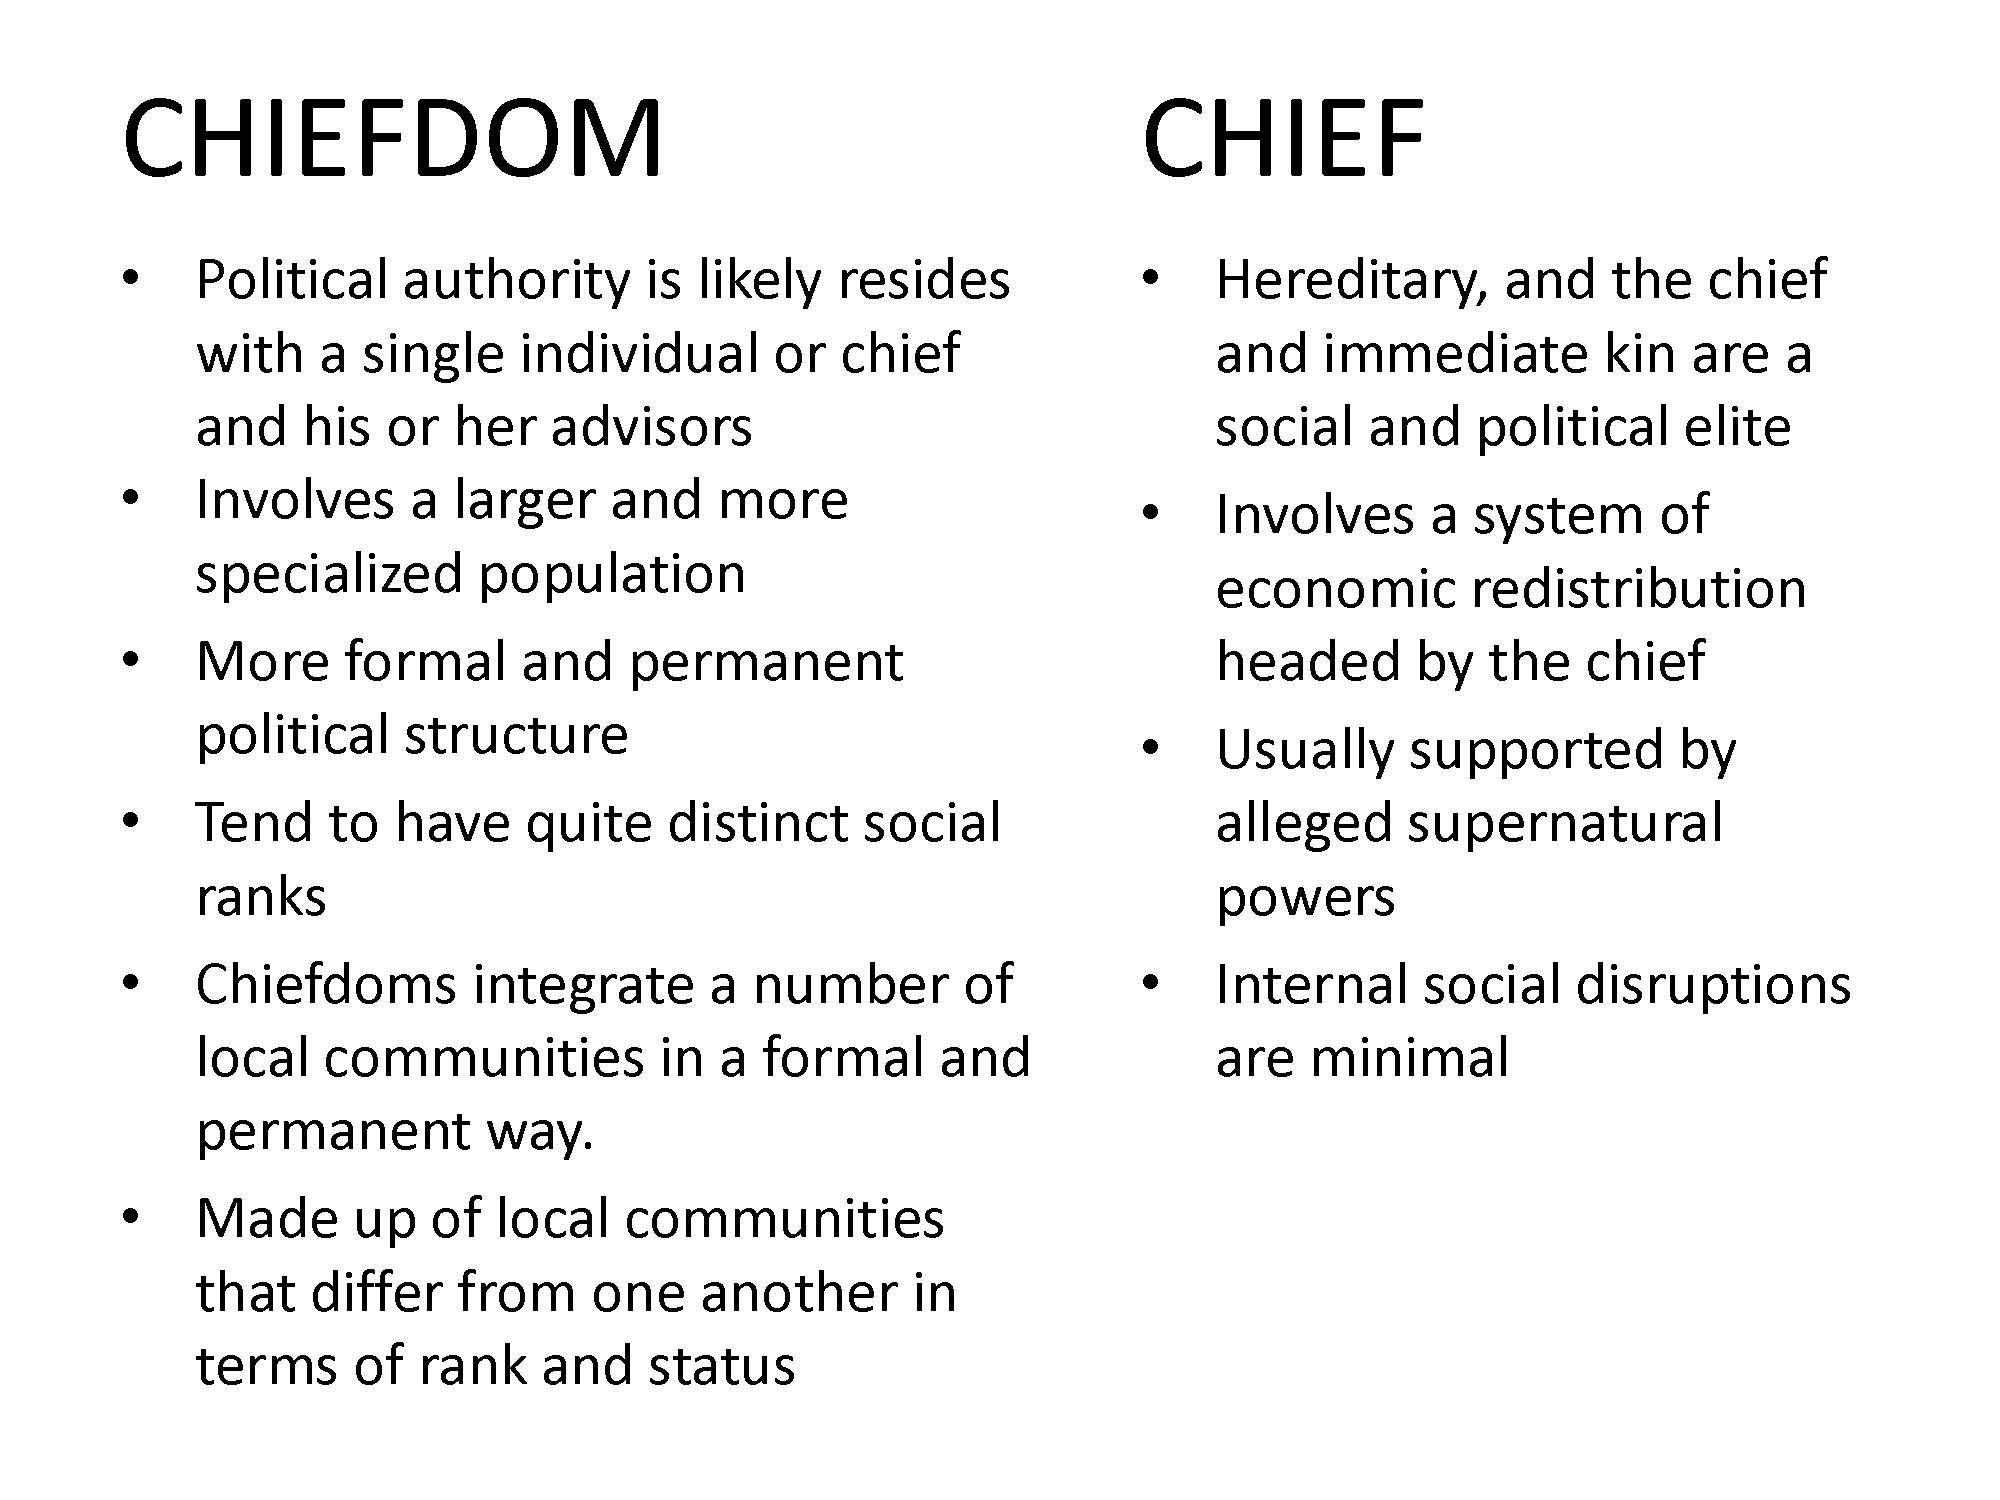 CHIEFDOM
• Political authority is likely resides
with a single individual or chief
and his or her advisors
• Involves a larger and more
specialized population
• More formal and permanent
political structure
• Tend to have quite distinct social
ranks
• Chiefdoms integrate a number of
local communities in a formal and
permanent way.
• Made up of local communities
that differ from one another in
terms of rank and status
CHIEF
• Hereditary, and the chief
and immediate kin are a
social and political elite
• Involves a system of
economic redistribution
headed by the chief
• Usually supported by
alleged supernatural
powers
• Internal social disruptions
are minimal